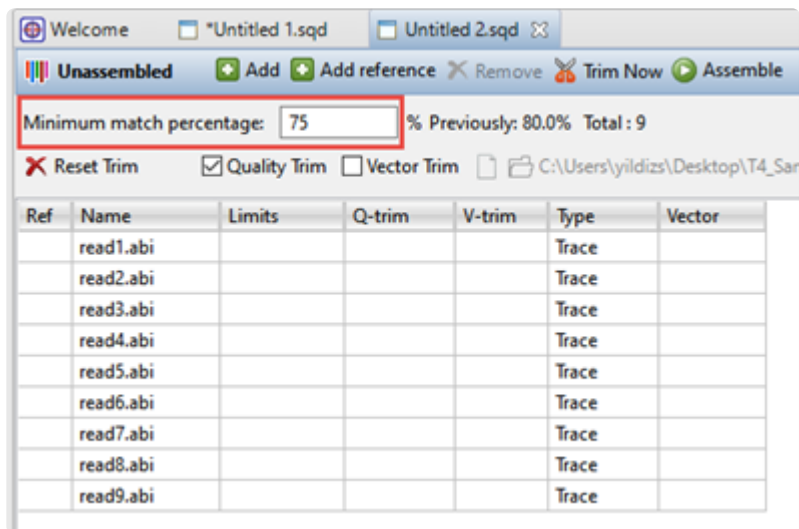 Welcome *Untitled 1.sqd Untitled 2.sqd
Unassembled Add Add reference Remove Trim Now Assemble
Minimum match percentage: 75 % Previously: 80.0% Total : 9
Reset Trim Quality Trim Vector Trim C:\Users\yildizs\Desktop\T4_Sar
Ref Name Limits Q-trim V-trim Type Vector
read1.abi Trace
read2.abi Trace
read3.abi Trace
read4.abi Trace
read5.abi Trace
read6.abi Trace
read7.abi Trace
read8.abi Trace
read9.abi Trace